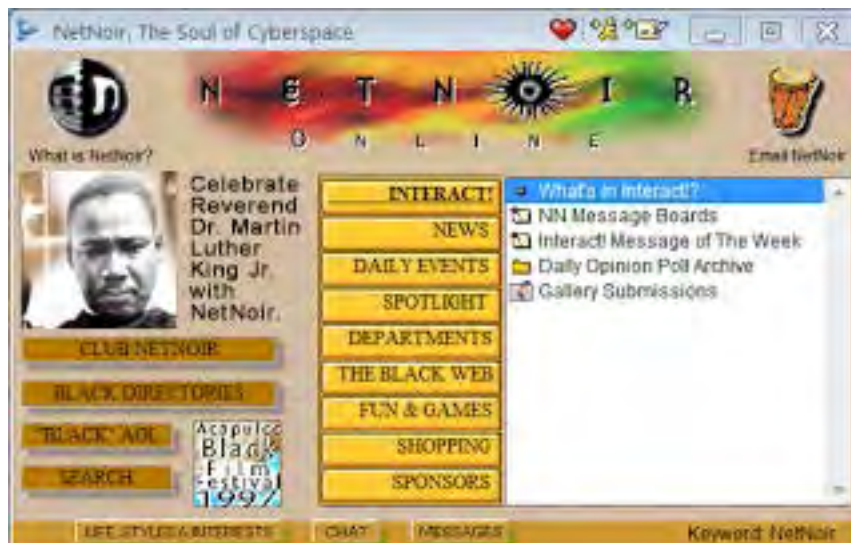 NetNoir, The Soul of Cyberspace
NETNOIR
ONLINE
What is NetNoir?
Email NetNoir
Celebrate
Reverend
Dr. Martin
Luther
King Jr.
with
NetNoir.
CLUB NETNOIR
BLACK DIRECTORIES
"BLACK" AOL
SEARCH
Acapulco
Black
Film
Festival
1997
INTERACT!
NEWS
DAILY EVENTS
SPOTLIGHT
DEPARTMENTS
THE BLACK WEB
FUN & GAMES
SHOPPING
SPONSORS
What's in Interact!?
NN Message Boards
Interact! Message of The Week
Daily Opinion Poll Archive
Gallery Submissions
LIFE, STYLES & INTERESTS
CHAT
MESSAGES
Keyword: NetNoir